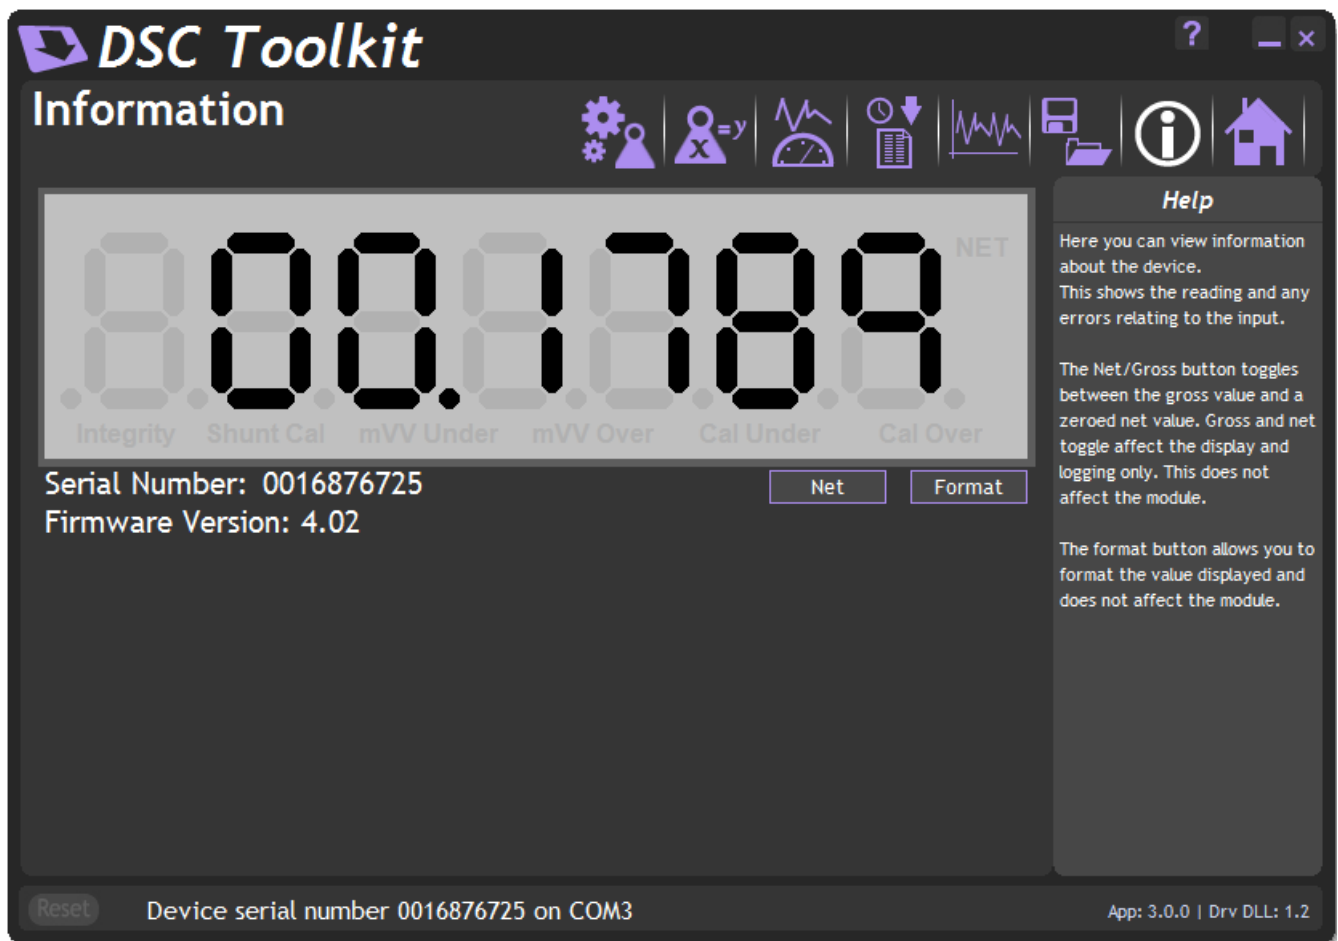 DSC Toolkit
?
Information
x
=y
00.1789
NET
Integrity Shunt Cal mVV Under mVV Over Cal Under Cal Over
Serial Number: 0016876725
Net
Format
Firmware Version: 4.02
Help
Here you can view information
about the device.
This shows the reading and any
errors relating to the input.
The Net/Gross button toggles
between the gross value and a
zeroed net value. Gross and net
toggle affect the display and
logging only. This does not
affect the module.
The format button allows you to
format the value displayed and
does not affect the module.
Reset
Device serial number 0016876725 on COM3
App: 3.0.0 | Drv DLL: 1.2